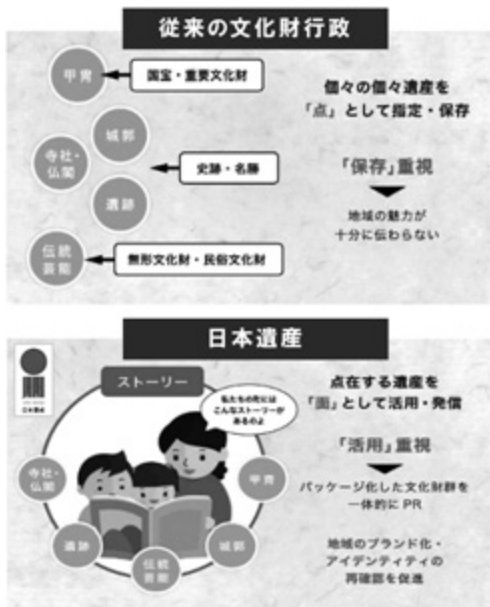 従来の文化財行政
甲冑
国宝・重要文化財
城郭
寺社・
仏閣
史跡・名勝
遺跡
伝統
芸能
無形文化財・民俗文化財
個々の個々遺産を
「点」として指定・保存
「保存」重視
地域の魅力が
十分に伝わらない
日本遺産
日本遺産
ストーリー
私たちの町には
こんなストーリーが
あるのよ
寺社・
仏閣
甲冑
遺跡
城郭
伝統
芸能
点在する遺産を
「面」として活用・発信
「活用」重視
パッケージ化した文化財群を
一体的に PR
地域のブランド化・
アイデンティティの
再確認を促進